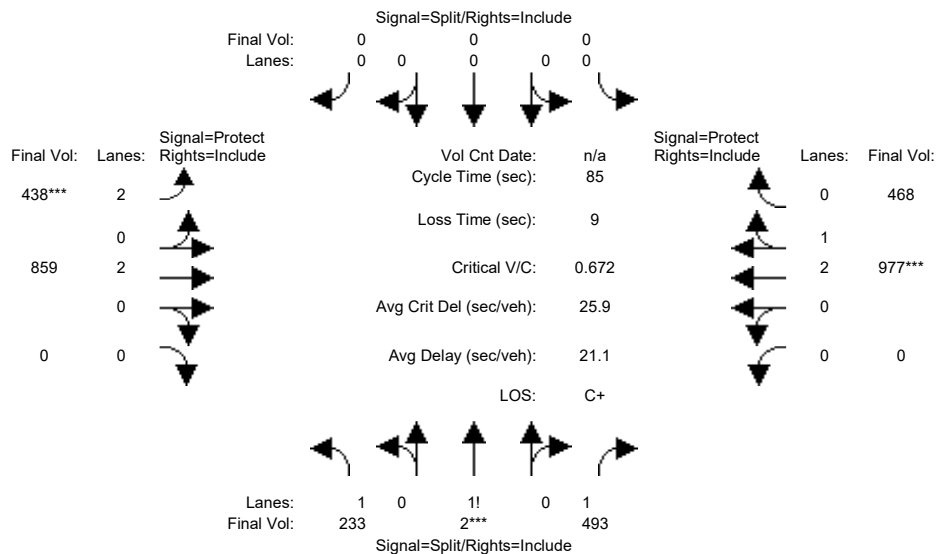 Signal=Split/Rights=Include
Final Vol: 0 0 0
Lanes: 0 0 0 0 0
Signal=Protect
Final Vol: Lanes: Rights=Include
Vol Cnt Date: n/a
Signal=Protect
Rights=Include Lanes: Final Vol:
Cycle Time (sec): 85
438*** 2
0 468
Loss Time (sec): 9
0
1
859 2
Critical V/C: 0.672
2 977***
0
Avg Crit Del (sec/veh): 25.9
0
0 0
Avg Delay (sec/veh): 21.1
0 0
LOS: C+
Lanes: 1 0 1! 0 1
Final Vol: 233 2*** 493
Signal=Split/Rights=Include